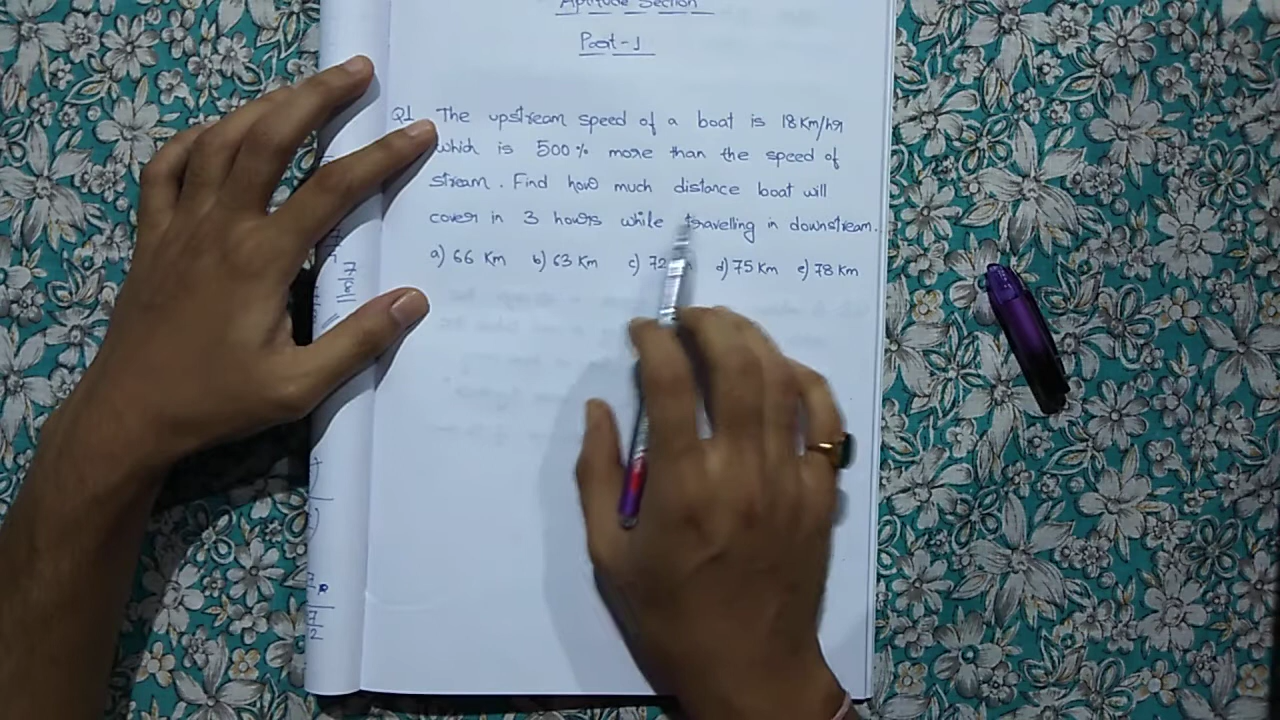 Aptitude Section
Part-1
Q1 The upstream speed of a boat is 18 Km/hr
which is 500% more than the speed of
stream. Find how much distance boat will
cover in 3 hours while travelling in downstream.
a) 66 Km b) 63 Km c) 72 d) 75 Km e) 78 Km